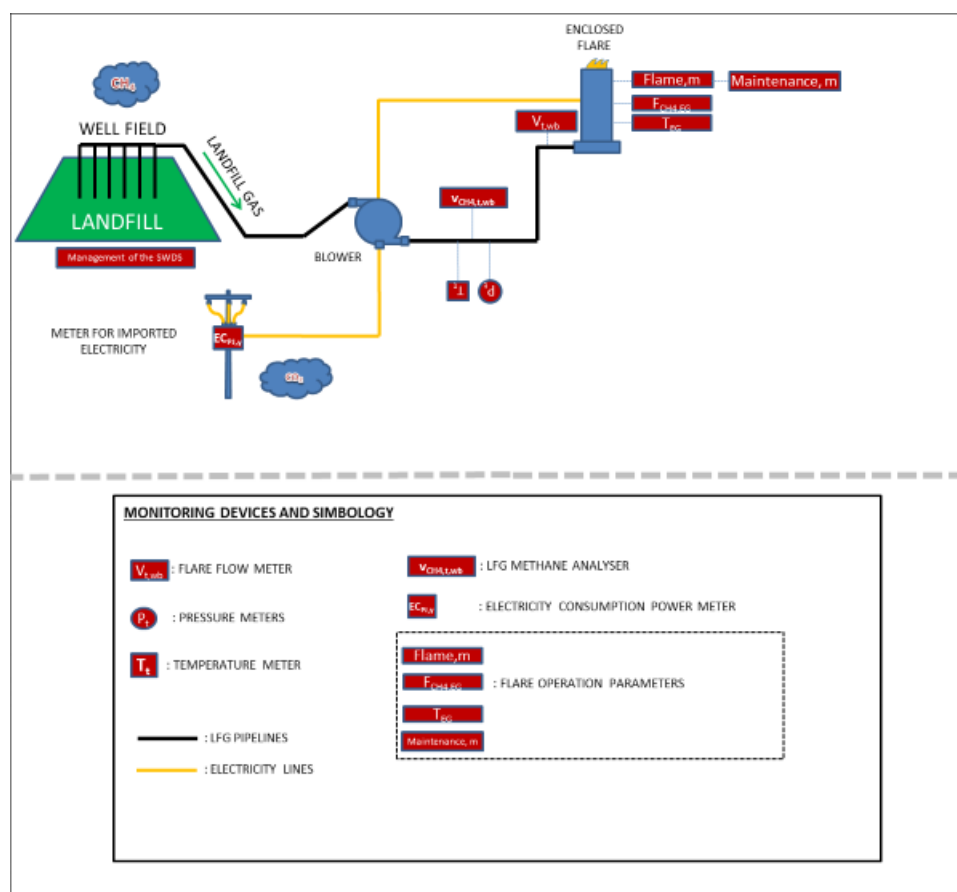 ENCLOSED
FLARE
CH4
Flame,m
Maintenance, m
FCH4,EG
TEG
Vt,wb
WELL FIELD
LANDFILL GAS
LANDFILL
vCH4,t,wb
Management of the SWDS
BLOWER
Tt
Pt
METER FOR IMPORTED
ELECTRICITY
ECPJ,y
CO2
MONITORING DEVICES AND SIMBOLOGY
Vt,wb : FLARE FLOW METER
vCH4,t,wb : LFG METHANE ANALYSER
Pt : PRESSURE METERS
ECPJ,y : ELECTRICITY CONSUMPTION POWER METER
Tt : TEMPERATURE METER
Flame,m
FCH4,EG : FLARE OPERATION PARAMETERS
TEG
Maintenance, m
: LFG PIPELINES
: ELECTRICITY LINES